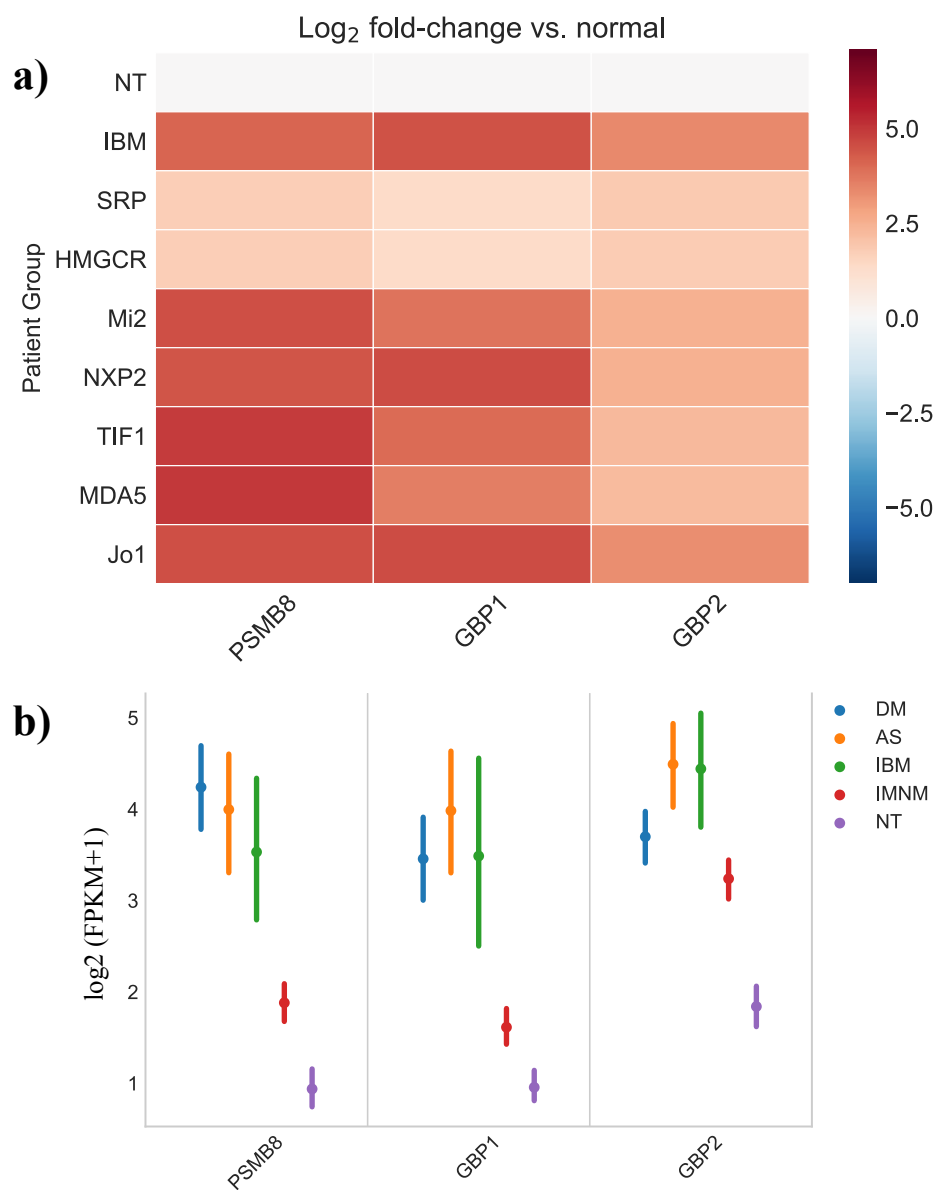 Log₂ fold-change vs. normal
a)
Patient Group
NT
IBM
SRP
HMGCR
Mi2
NXP2
TIF1
MDA5
Jo1
PSMB8 GBP1 GBP2
5.0
2.5
0.0
−2.5
−5.0
b)
log2 (FPKM+1)
5
4
3
2
1
PSMB8 GBP1 GBP2
DM
AS
IBM
IMNM
NT